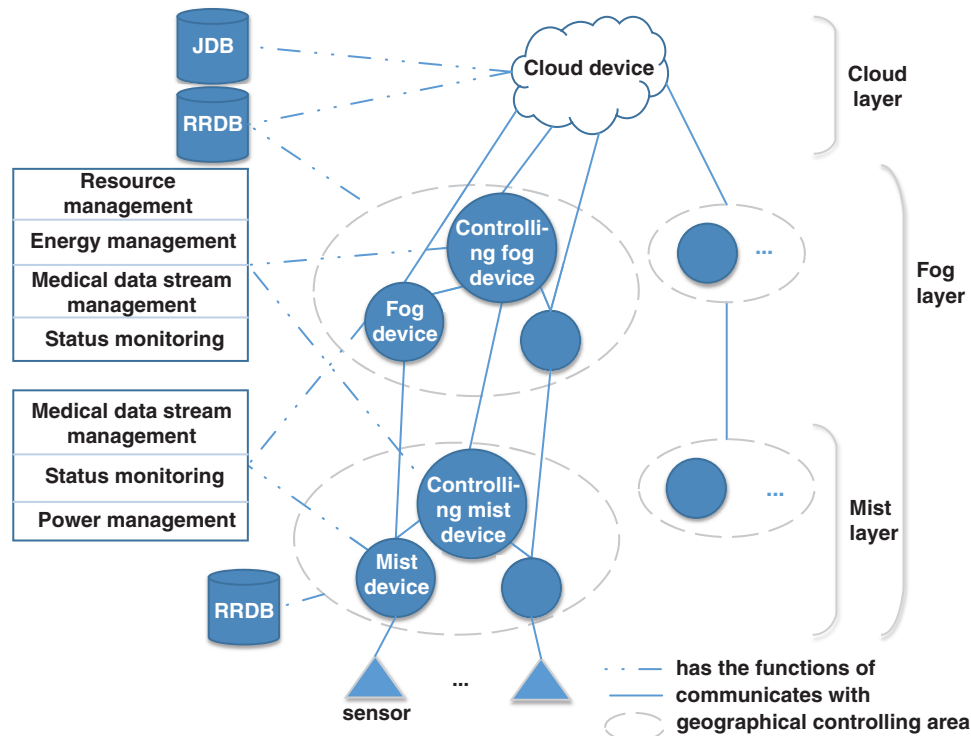 JDB
RRDB
Cloud device
Cloud
layer
Resource
management
Energy management
Medical data stream
management
Status monitoring
Controlli-
ng fog
device
Fog
device
...
Fog
layer
Medical data stream
management
Status monitoring
Power management
Controlli-
ng mist
device
Mist
device
...
Mist
layer
RRDB
sensor
...
has the functions of
communicates with
geographical controlling area